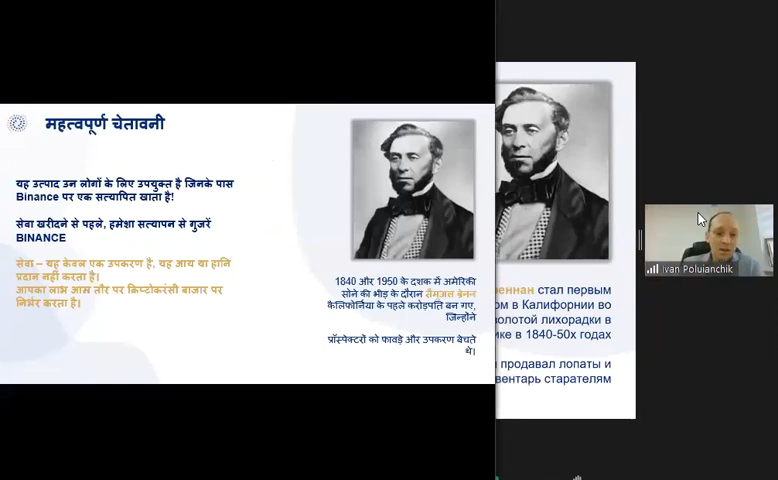 महत्वपूर्ण चेतावनी
यह उत्पाद उन लोगों के लिए उपयुक्त है जिनके पास
Binance पर एक सत्यापित खाता है!
सेवा खरीदने से पहले, हमेशा सत्यापन से गुजरें
BINANCE
सेवा – यह केवल एक उपकरण है, यह आय या हानि
प्रदान नहीं करता है।
आपका लाभ आम तौर पर क्रिप्टोकरंसी बाजार पर
निर्भर करता है।
1840 और 1950 के दशक में अमेरिकी
सोने की भीड़ के दौरान सैमुअल ब्रेनन
कैलिफोर्निया के पहले करोड़पति बन गए,
जिन्होंने
प्रॉस्पेक्टरों को फावड़े और उपकरण बेचते
थे।
еннан стал первым
ом в Калифорнии во
золотой лихорадки в
ике в 1840-50х годах
продавал лопаты и
вентарь старателям
Ivan Poluianchik